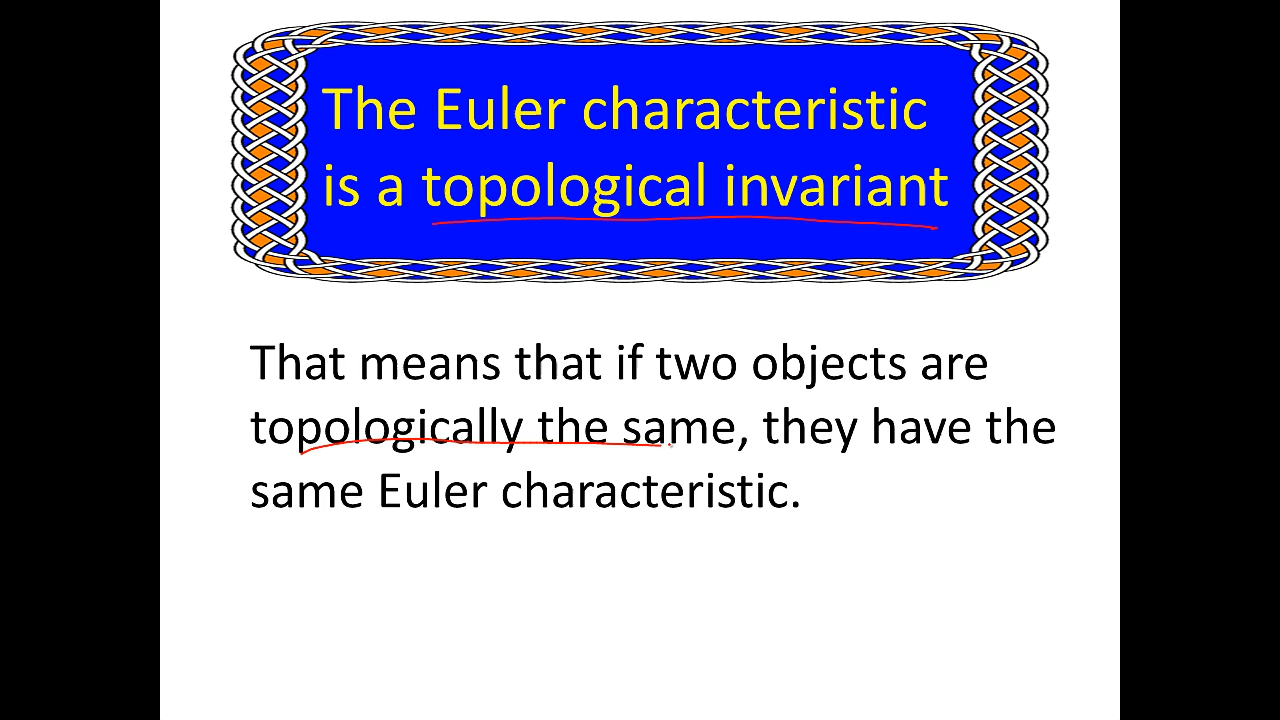 The Euler characteristic
is a topological invariant
That means that if two objects are
topologically the same, they have the
same Euler characteristic.